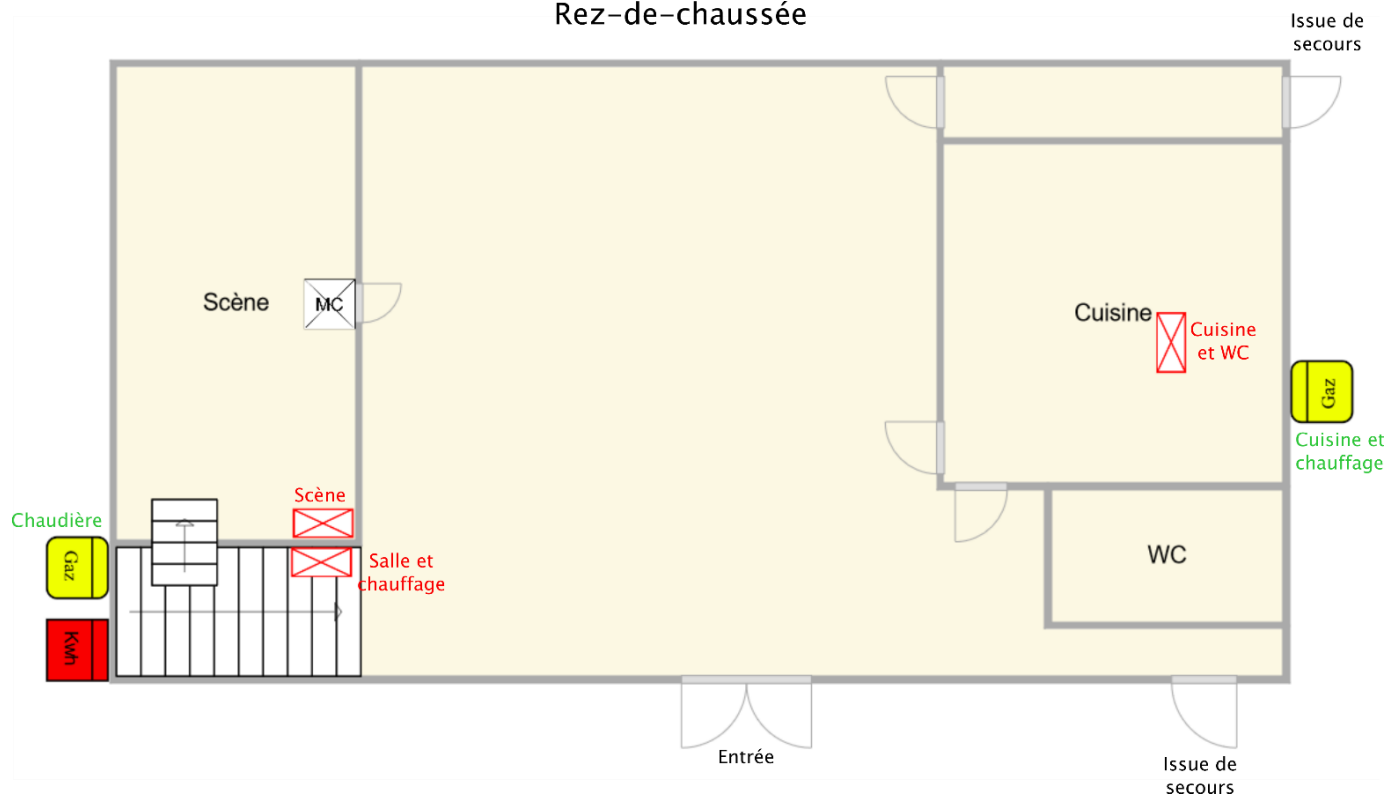 Rez-de-chaussée
Issue de
secours
Scène
MC
Cuisine
Cuisine
et WC
Gaz
Cuisine et
chauffage
Scène
Chaudière
Gaz
Salle et
chauffage
WC
Kwh
Entrée
Issue de
secours